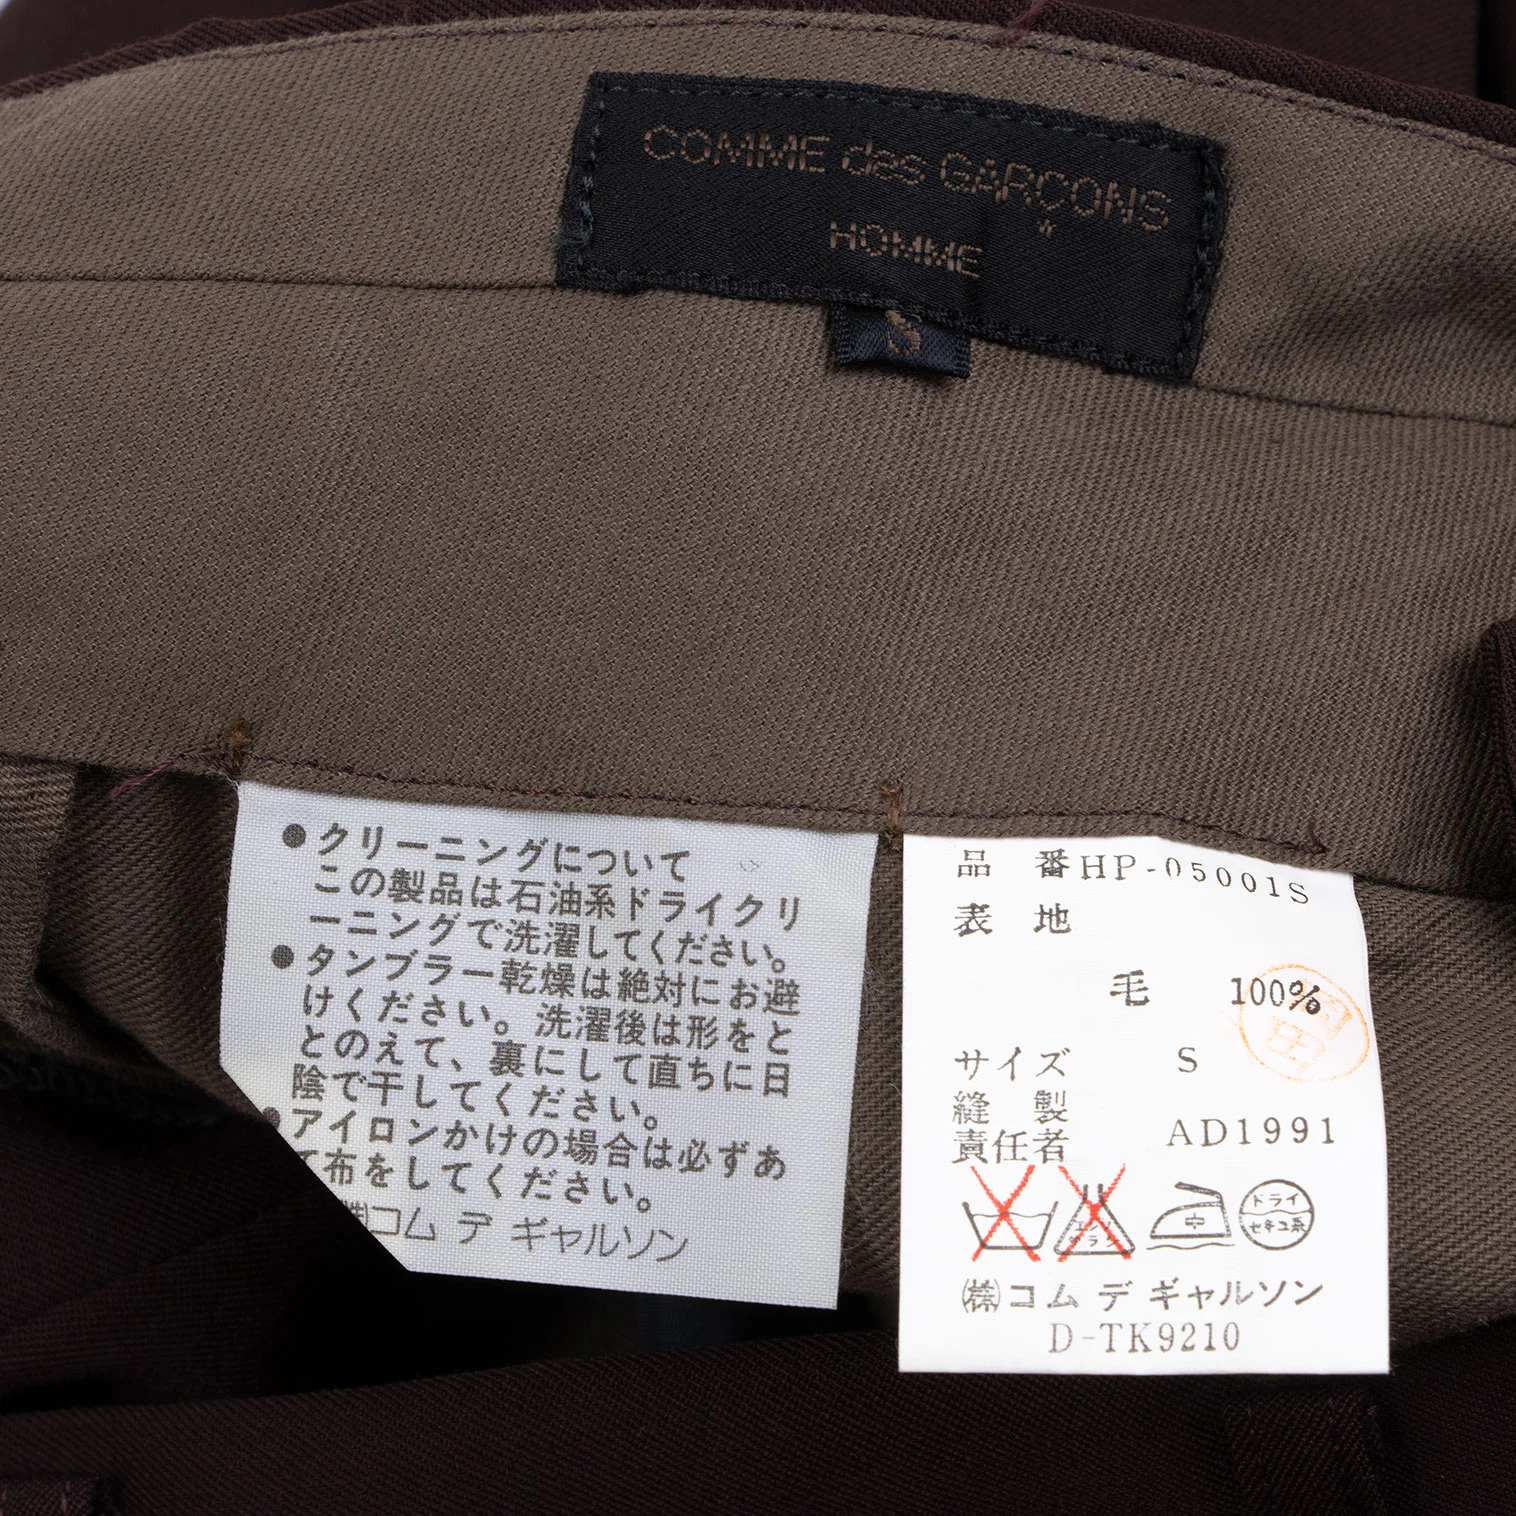 COMME des GARÇONS
HOMME
S
●クリーニングについて
この製品は石油系ドライクリ
ーニングで洗濯してください。
●タンブラー乾燥は絶対にお避
けください。洗濯後は形をと
とのえて、裏にして直ちに日
陰で干してください。
●アイロンかけの場合は必ずあ
て布をしてください。
㈱コム デ ギャルソン
品 番HP-05001S
表 地
毛 100%
サイズ S
縫 製
責任者 AD1991
中
ドライ
セキユ系
㈱コム デ ギャルソン
D-TK9210